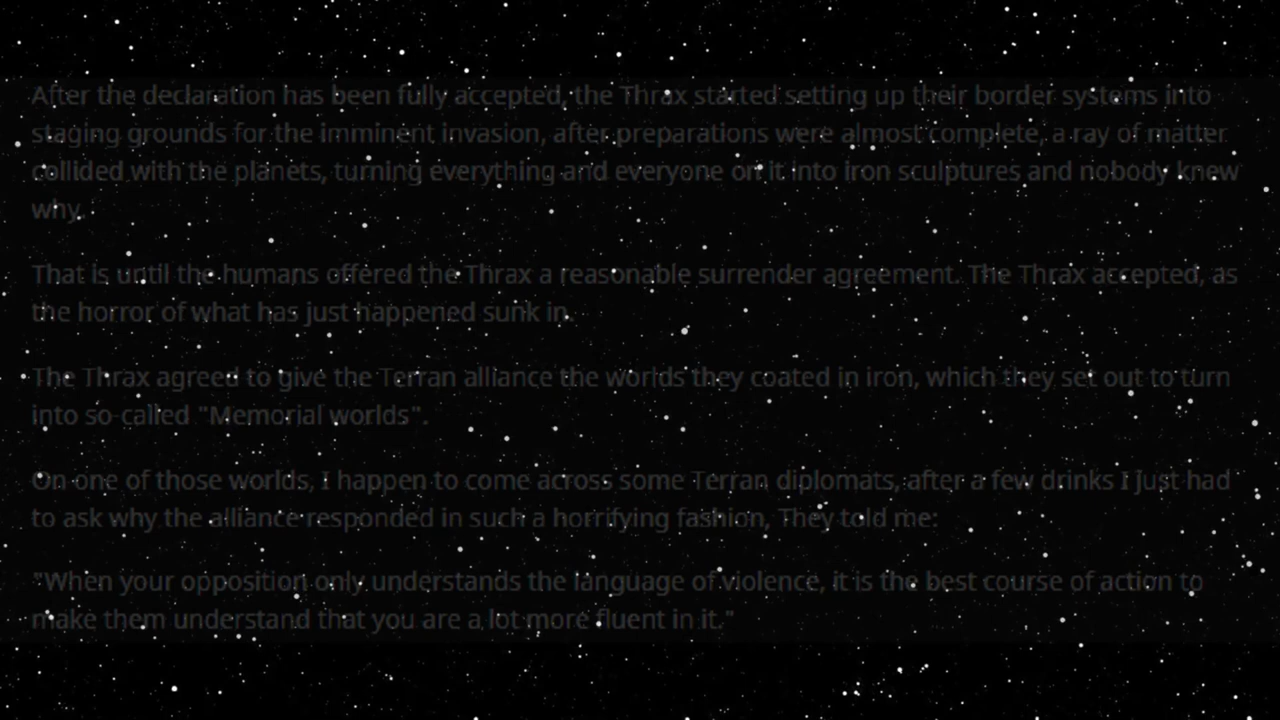 After the declaration has been fully accepted, the Thrax started setting up their border systems into
staging grounds for the imminent invasion, after preparations were almost complete, a ray of matter
collided with the planets, turning everything and everyone on it into iron sculptures and nobody knew
why.
That is until the humans offered the Thrax a reasonable surrender agreement. The Thrax accepted, as
the horror of what has just happened sunk in.
The Thrax agreed to give the Terran alliance the worlds they coated in iron, which they set out to turn
into so-called "Memorial worlds".
On one of those worlds, I happen to come across some Terran diplomats, after a few drinks I just had
to ask why the alliance responded in such a horrifying fashion, They told me:
"When your opposition only understands the language of violence, it is the best course of action to
make them understand that you are a lot more fluent in it."